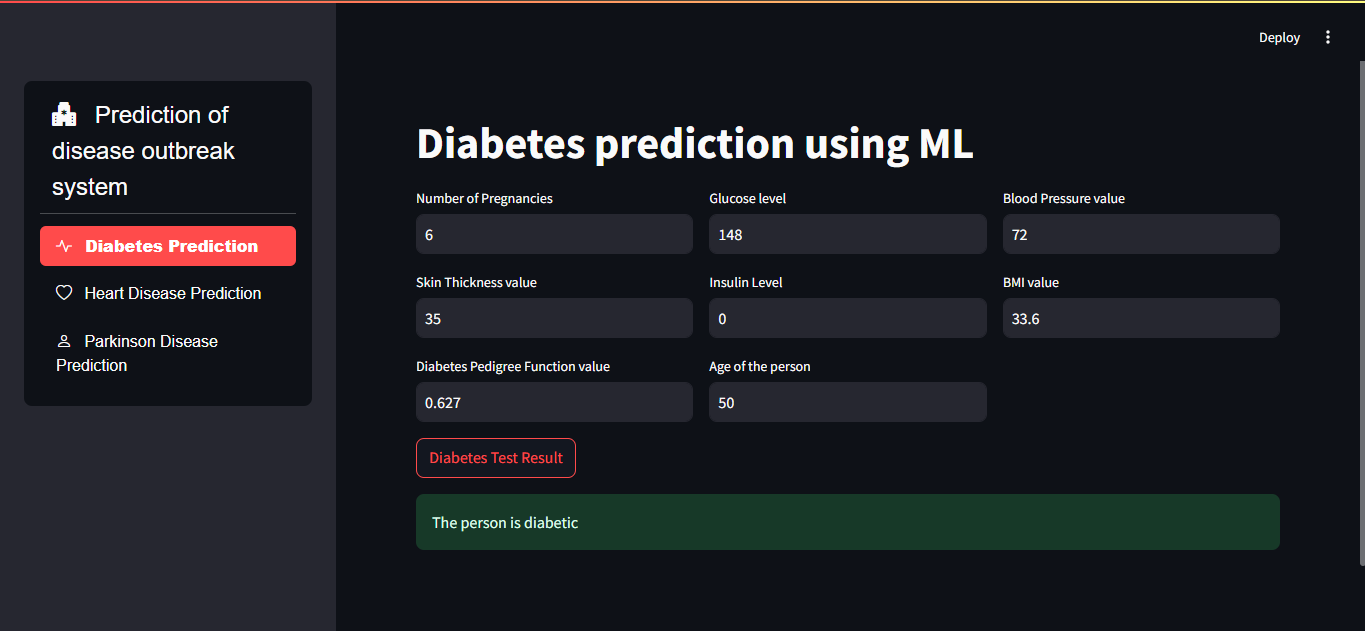 Deploy
Prediction of
disease outbreak
system
Diabetes Prediction
Heart Disease Prediction
Parkinson Disease
Prediction
Diabetes prediction using ML
Number of Pregnancies
Glucose level
Blood Pressure value
6
148
72
Skin Thickness value
Insulin Level
BMI value
35
0
33.6
Diabetes Pedigree Function value
Age of the person
0.627
50
Diabetes Test Result
The person is diabetic